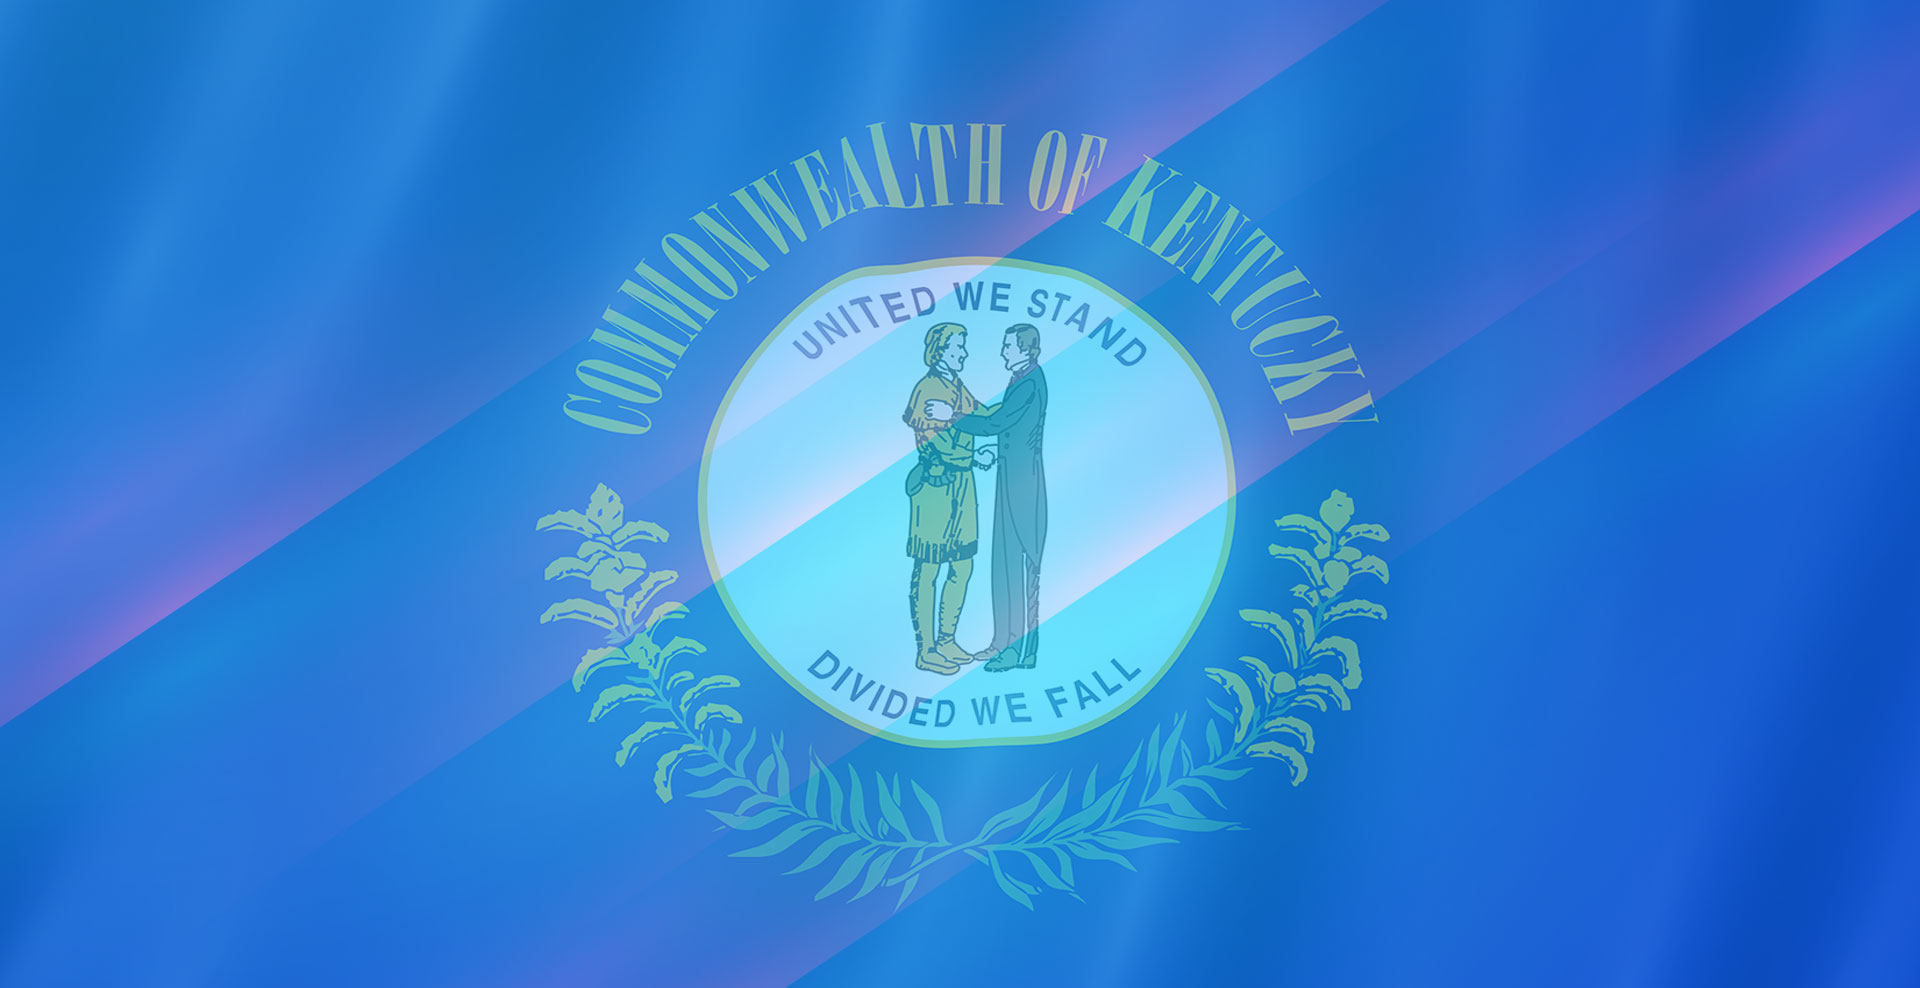 COMMONWEALTH OF KENTUCKY
UNITED WE STAND
DIVIDED WE FALL